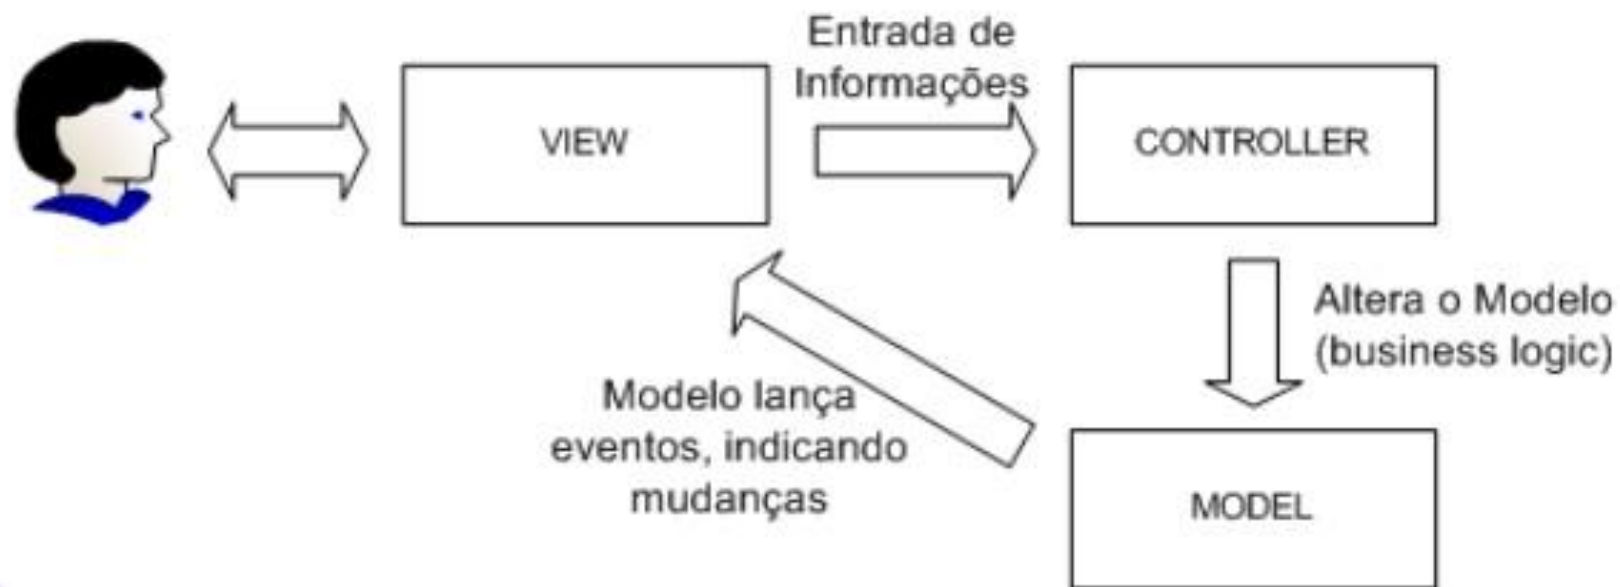 Entrada de
Informações
VIEW
CONTROLLER
Altera o Modelo
(business logic)
Modelo lança
eventos, indicando
mudanças
MODEL